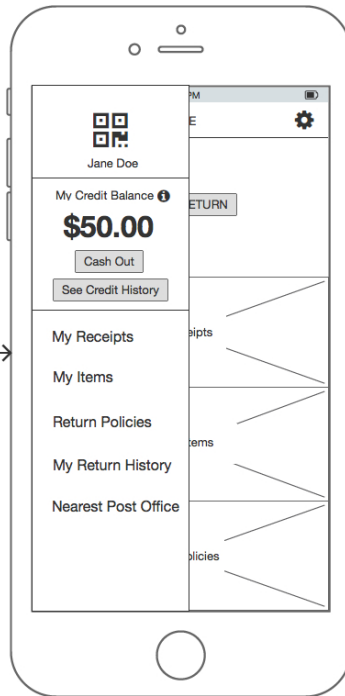 PM
E
Jane Doe
My Credit Balance
$50.00
ETURN
Cash Out
See Credit History
My Receipts
eipts
My Items
Return Policies
ems
My Return History
Nearest Post Office
olicies